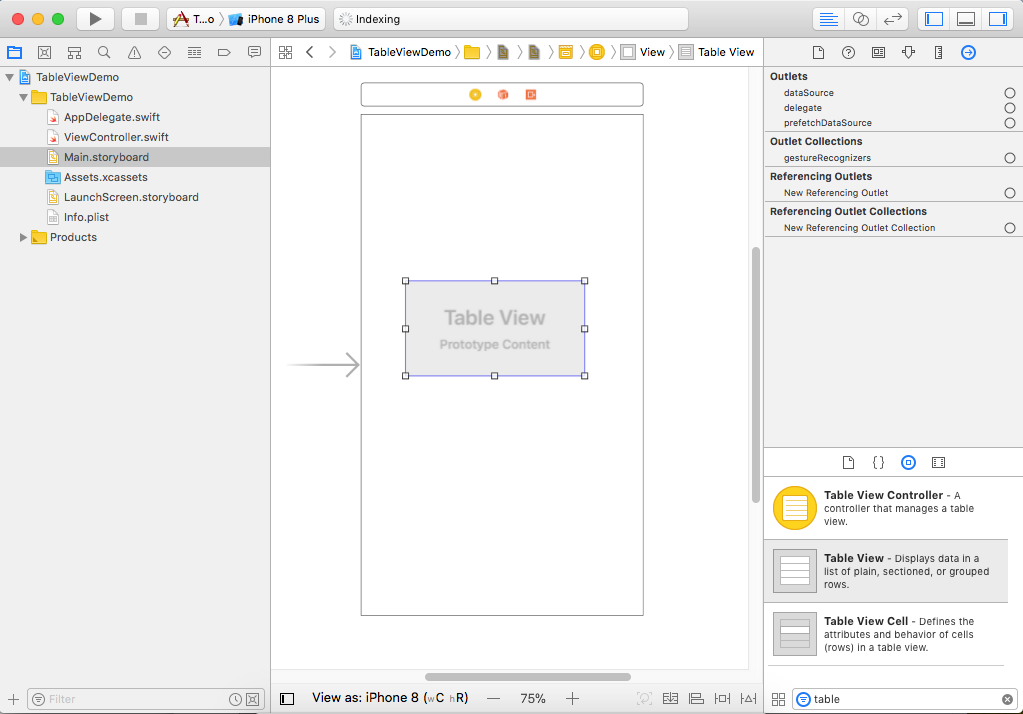 T...o
iPhone 8 Plus
Indexing
TableViewDemo
View
Table View
TableViewDemo
TableViewDemo
AppDelegate.swift
ViewController.swift
Main.storyboard
Assets.xcassets
LaunchScreen.storyboard
Info.plist
Products
Filter
Table View
Prototype Content
View as: iPhone 8 (wC hR)
75%
Outlets
dataSource
delegate
prefetchDataSource
Outlet Collections
gestureRecognizers
Referencing Outlets
New Referencing Outlet
Referencing Outlet Collections
New Referencing Outlet Collection
{}
Table View Controller - A
controller that manages a table
view.
Table View - Displays data in a
list of plain, sectioned, or grouped
rows.
Table View Cell - Defines the
attributes and behavior of cells
(rows) in a table view.
table